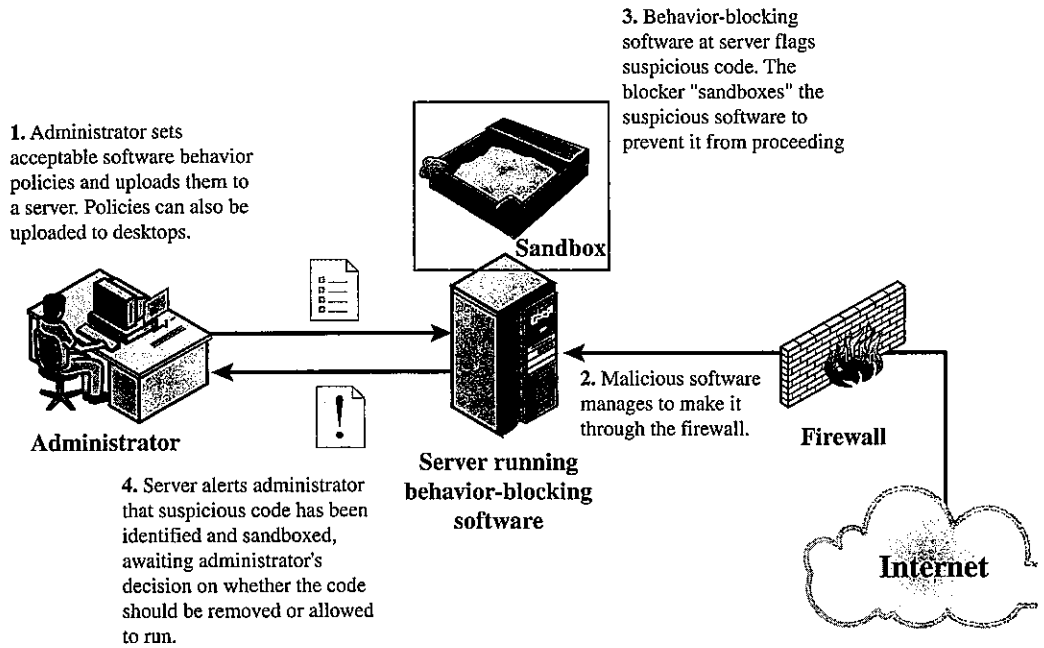 3. Behavior-blocking
software at server flags
suspicious code. The
blocker "sandboxes" the
suspicious software to
prevent it from proceeding
1. Administrator sets
acceptable software behavior
policies and uploads them to
a server. Policies can also be
uploaded to desktops.
Sandbox
!
2. Malicious software
manages to make it
through the firewall.
Administrator
Firewall
Server running
behavior-blocking
software
4. Server alerts administrator
that suspicious code has been
identified and sandboxed,
awaiting administrator's
decision on whether the code
should be removed or allowed
to run.
Internet